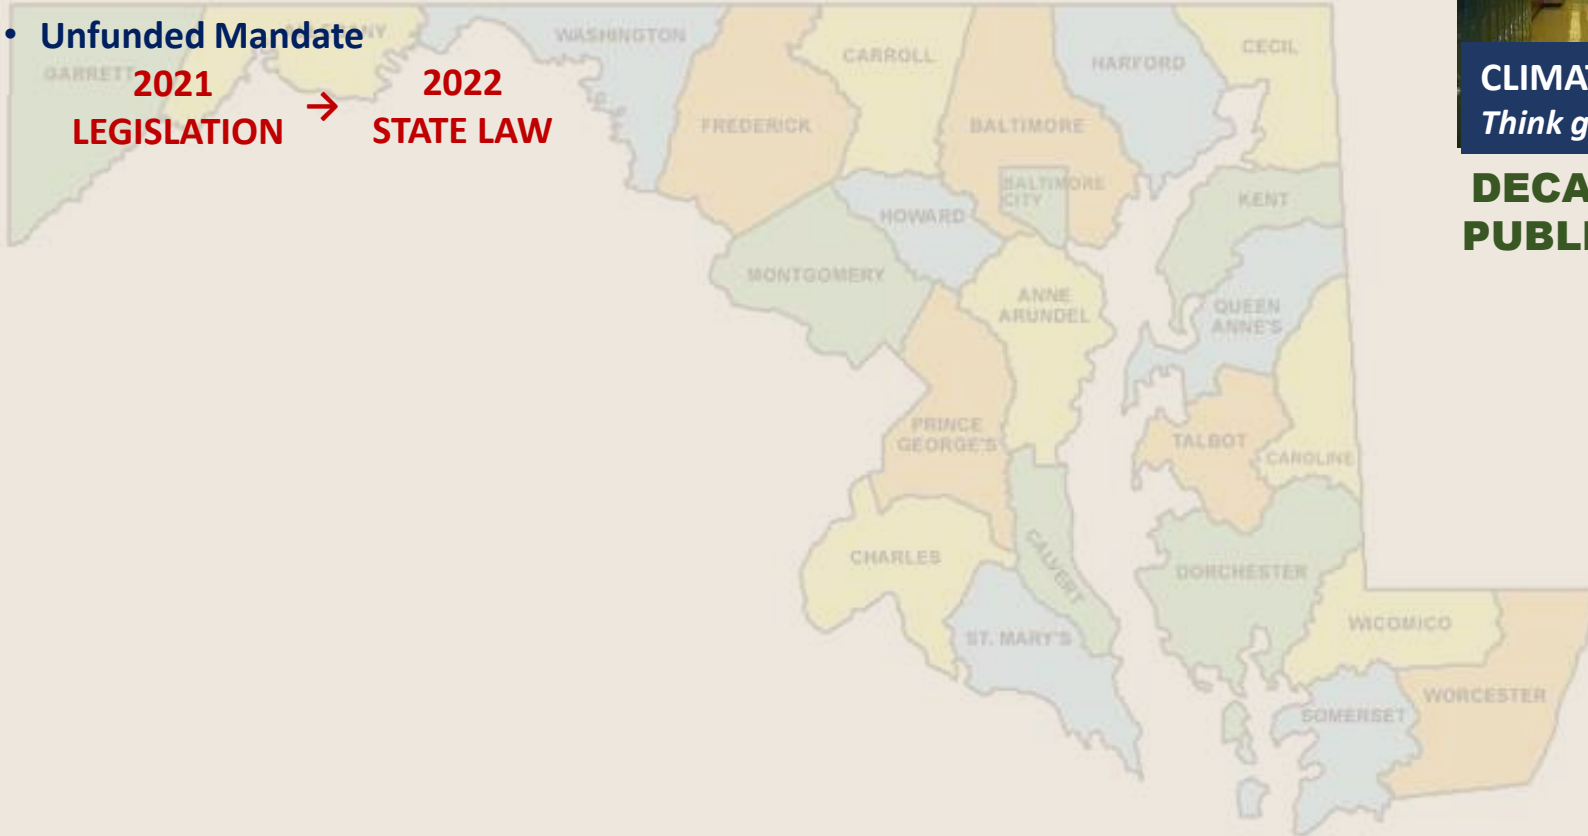 • Unfunded Mandate
2021
LEGISLATION
→
2022
STATE LAW
CLIMA
Think g
DECA
PUBL
GARRETT
WASHINGTON
FREDERICK
CARROLL
BALTIMORE
BALTIMORE
CITY
HARFORD
CECIL
HOWARD
MONTGOMERY
ANNE
ARUNDEL
KENT
QUEEN
ANNE'S
PRINCE
GEORGE'S
TALBOT
CAROLINE
CHARLES
CALVERT
DORCHESTER
ST. MARY'S
WICOMICO
SOMERSET
WORCESTER